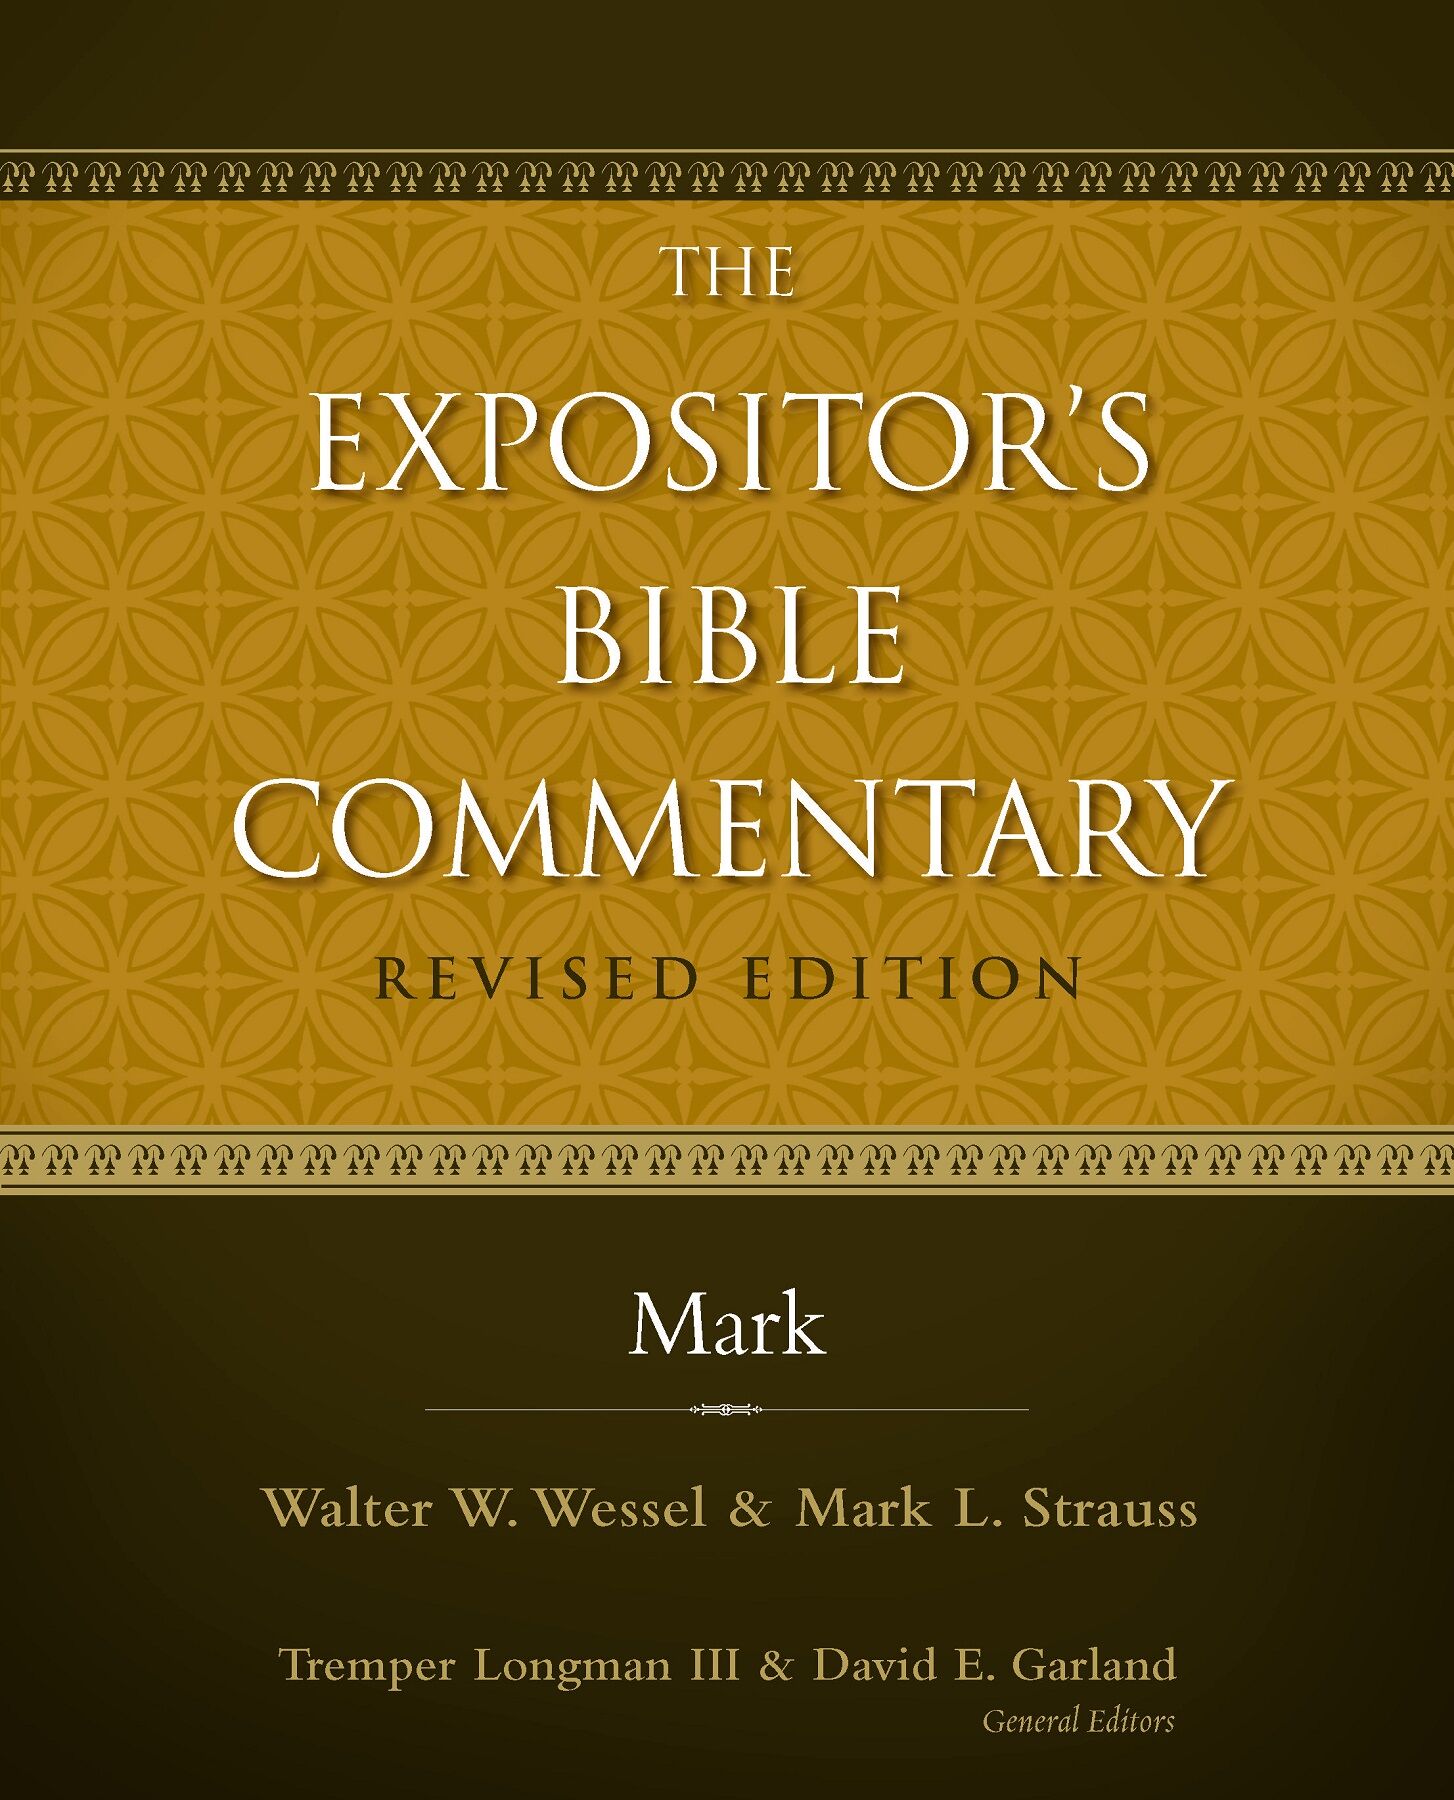 THE
EXPOSITOR'S
BIBLE
COMMENTARY
REVISED EDITION
Mark
Walter W. Wessel & Mark L. Strauss
Tremper Longman III & David E. Garland
General Editors